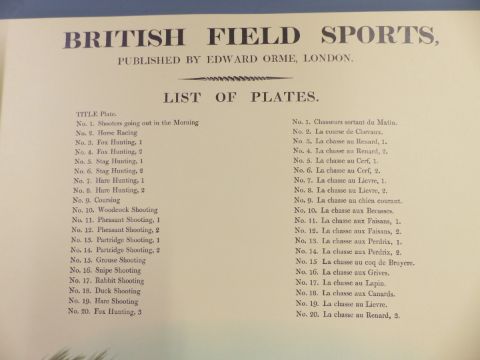 BRITISH FIELD SPORTS,
PUBLISHED BY EDWARD ORME, LONDON.
LIST OF PLATES.
TITLE Plate.
No. 1. Shooters going out in the Morning
No. 2. Horse Racing
No. 3. Fox Hunting, 1
No. 4. Fox Hunting, 2
No. 5. Stag Hunting, 1
No. 6. Stag Hunting, 2
No. 7. Hare Hunting, 1
No. 8. Hare Hunting, 2
No. 9. Coursing
No. 10. Woodcock Shooting
No. 11. Pheasant Shooting, 1
No. 12. Pheasant Shooting, 2
No. 13. Partridge Shooting, 1
No. 14. Partridge Shooting, 2
No. 15. Grouse Shooting
No. 16. Snipe Shooting
No. 17. Rabbit Shooting
No. 18. Duck Shooting
No. 19. Hare Shooting
No. 20. Fox Hunting, 3
No. 1. Chasseurs sortant du Matin.
No. 2. La course de Chevaux.
No. 3. La chasse au Renard, 1.
No. 4. La chasse au Renard, 2.
No. 5. La chasse au Cerf, 1.
No. 6. La chasse au Cerf, 2.
No. 7. La chasse au Lievre, 1.
No. 8. La chasse au Lievre, 2.
No. 9. La chasse au chien courant.
No. 10. La chasse aux Becasses.
No. 11. La chasse aux Faisans, 1.
No. 12. La chasse aux Faisans, 2.
No. 13. La chasse aux Perdrix, 1.
No. 14. La chasse aux Perdrix, 2.
No. 15 La chasse au coq de Bruyere.
No. 16. La chasse aux Grives.
No. 17. La chasse au Lapin.
No. 18. La chasse aux Canards.
No. 19. La chasse au Lievre.
No. 20. La chasse au Renard, 3.